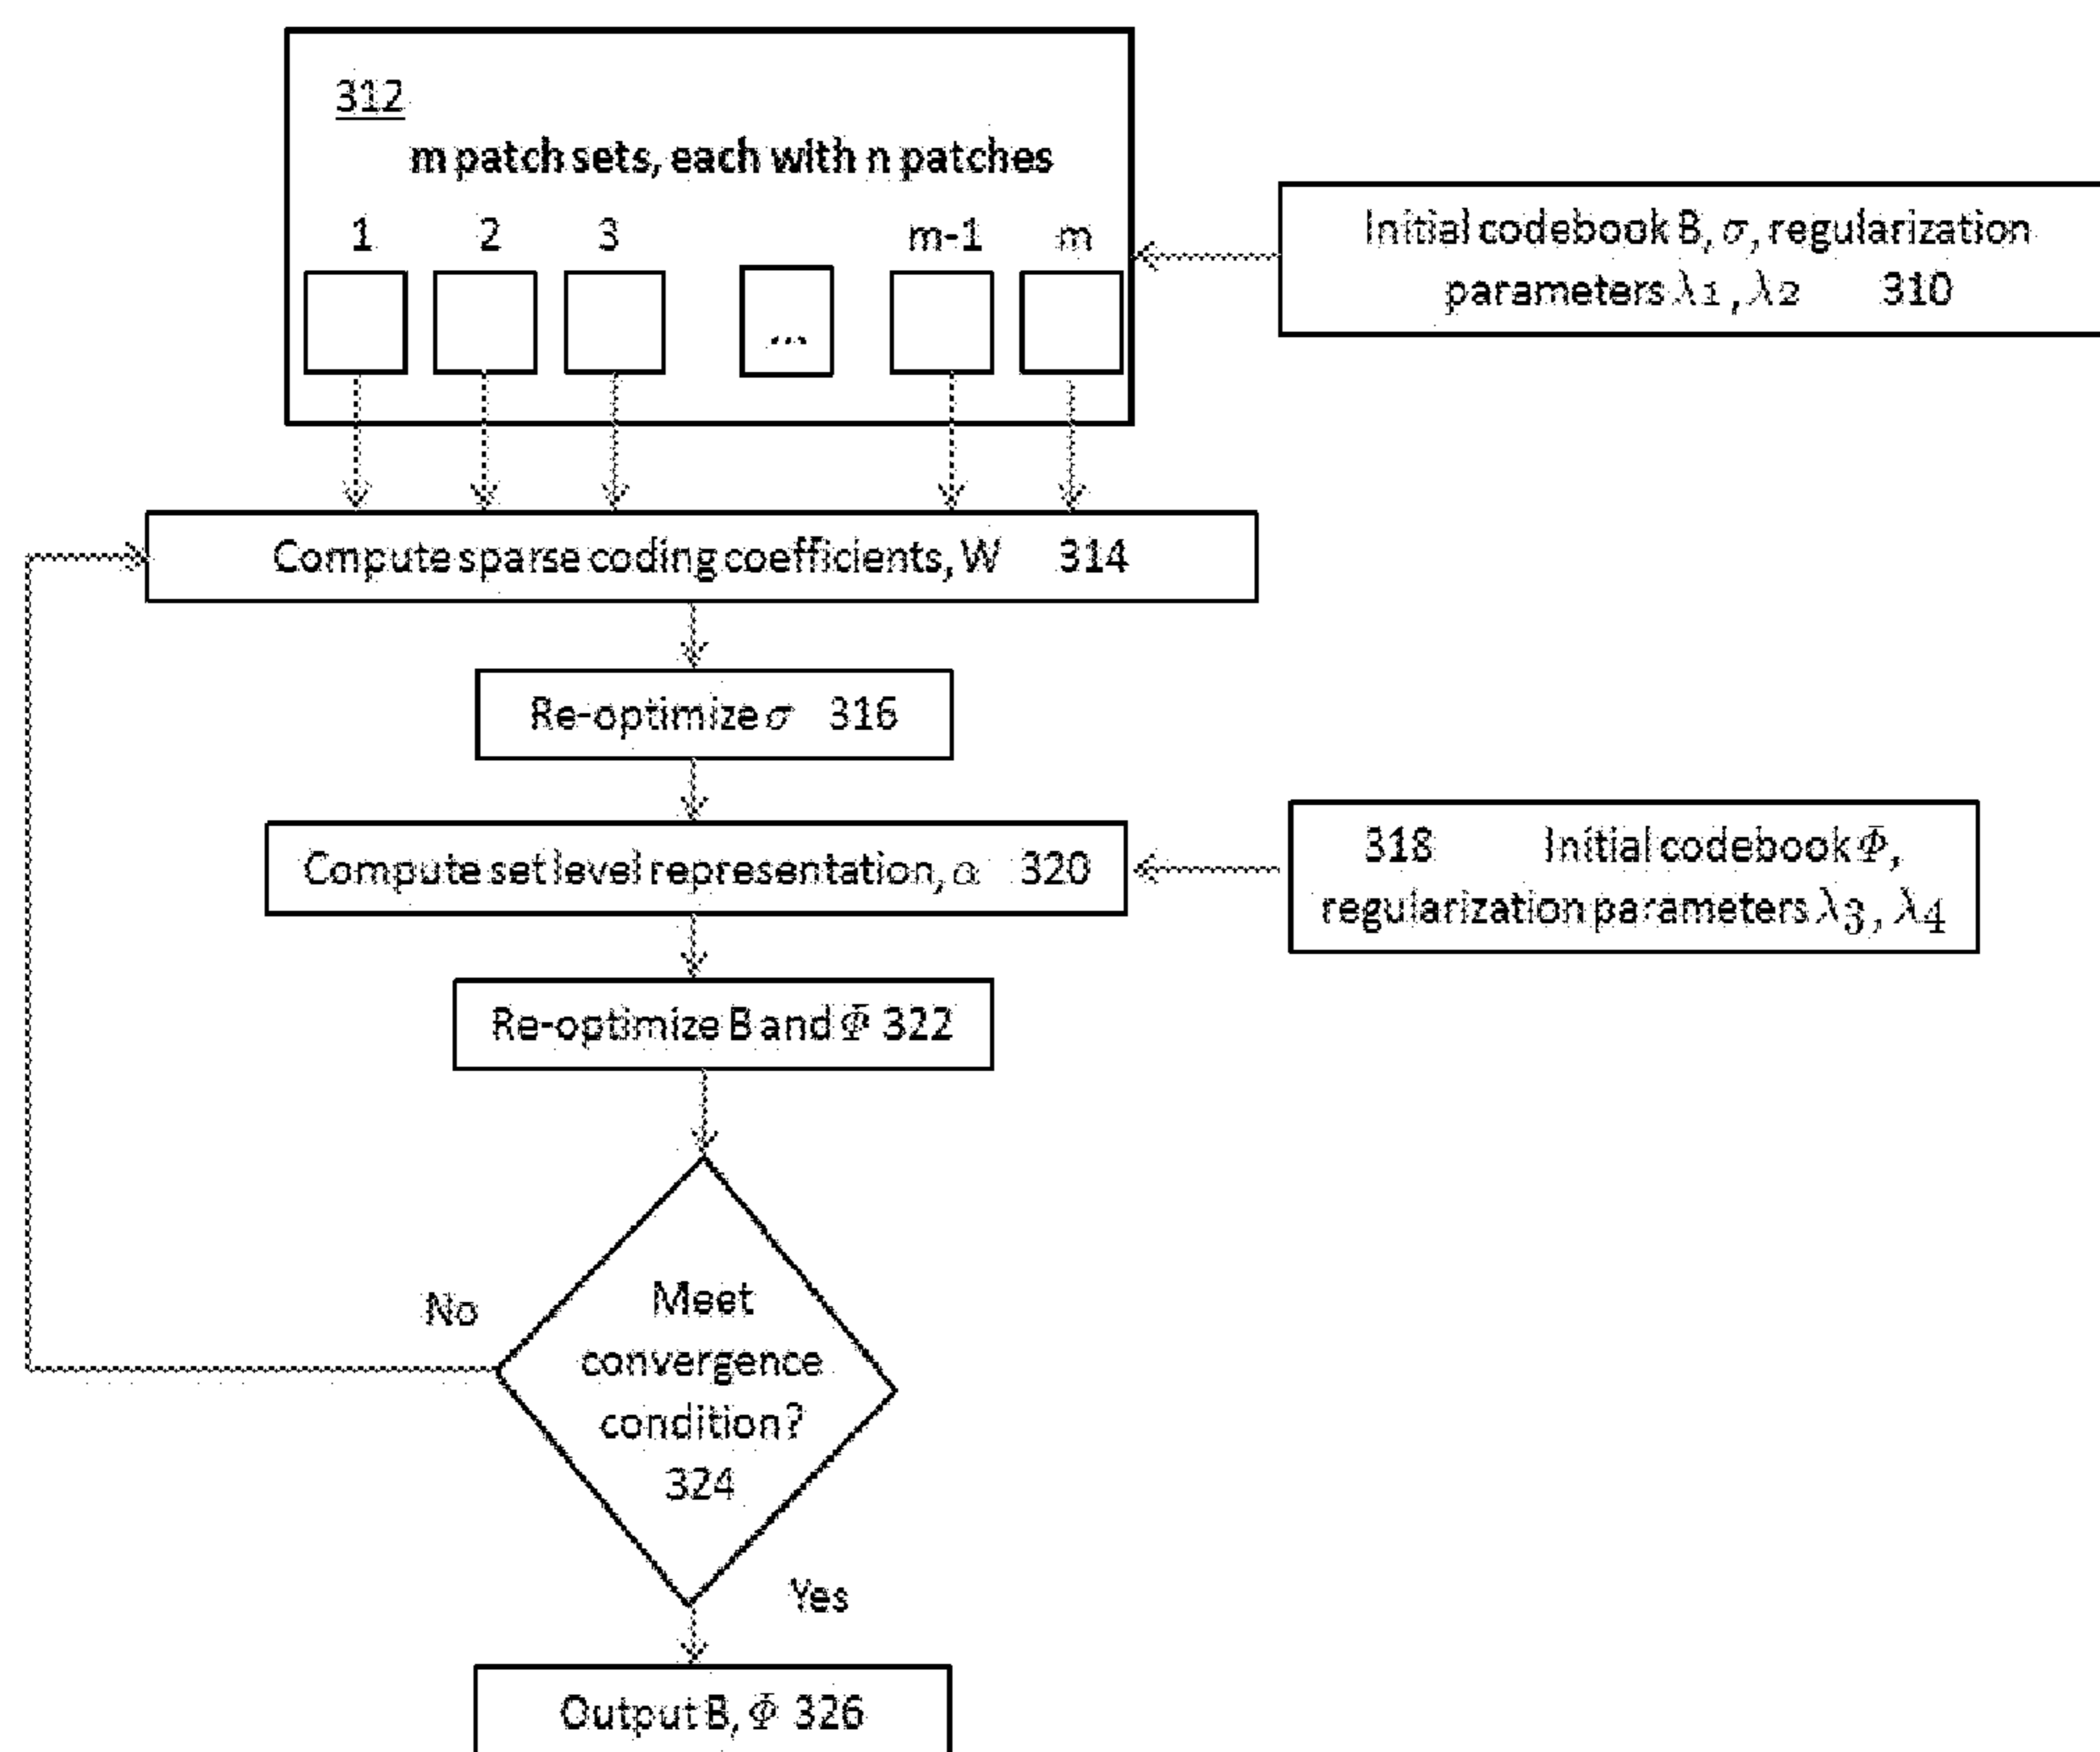 312
m patch sets, each with n patches
1 2 3 m-1 m
...
Initial codebook B, σ, regularization
parameters λ1, λ2 310
Compute sparse coding coefficients, W 314
Re-optimize σ 316
Compute set level representation, α 320
318 Initial codebook Φ,
regularization parameters λ3, λ4
Re-optimize B and Φ 322
Meet
convergence
condition?
324
No
Yes
Output B, Φ 326